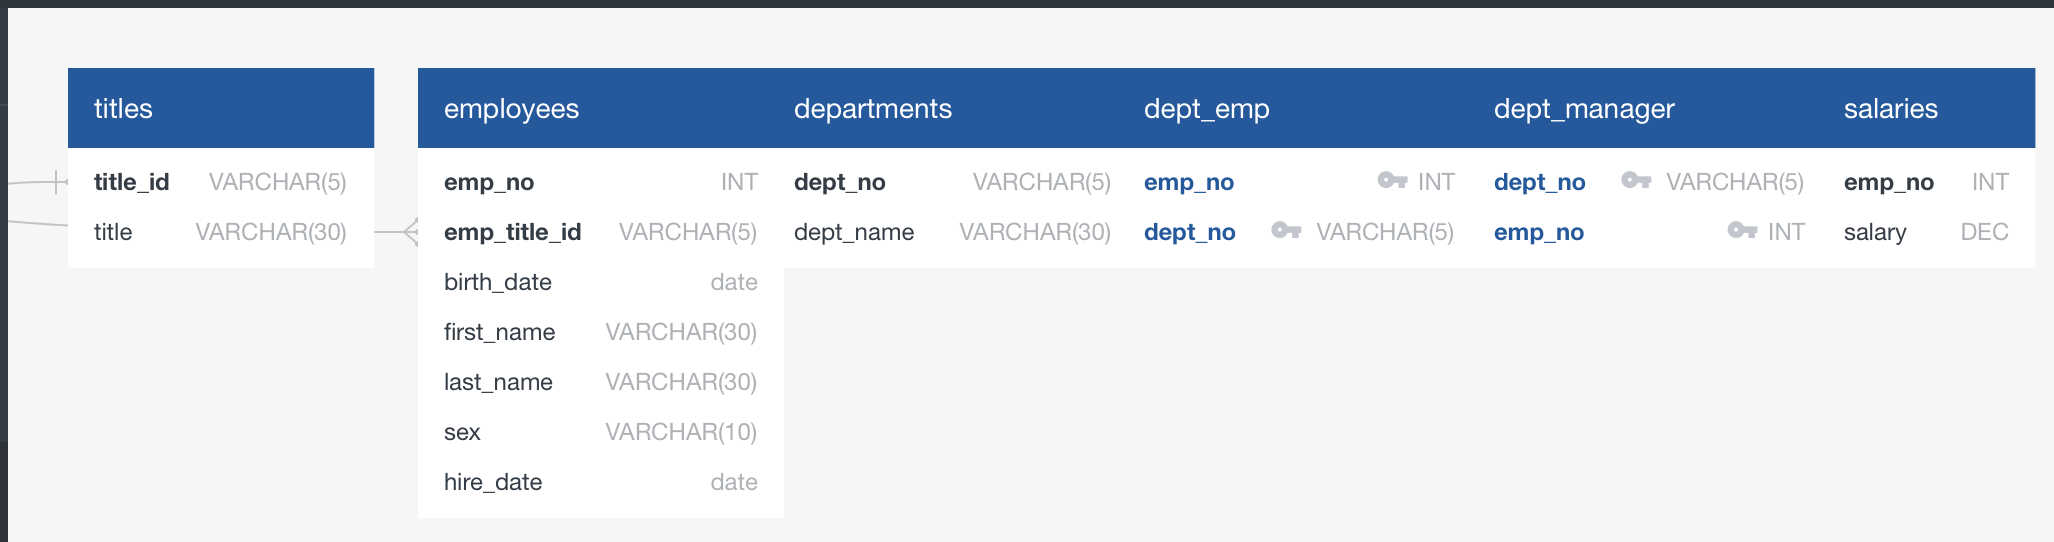 titles
title_id VARCHAR(5)
title VARCHAR(30)
employees
emp_no INT
emp_title_id VARCHAR(5)
birth_date date
first_name VARCHAR(30)
last_name VARCHAR(30)
sex VARCHAR(10)
hire_date date
departments
dept_no VARCHAR(5)
dept_name VARCHAR(30)
dept_emp
emp_no INT
dept_no VARCHAR(5)
dept_manager
dept_no VARCHAR(5)
emp_no INT
salaries
emp_no INT
salary DEC